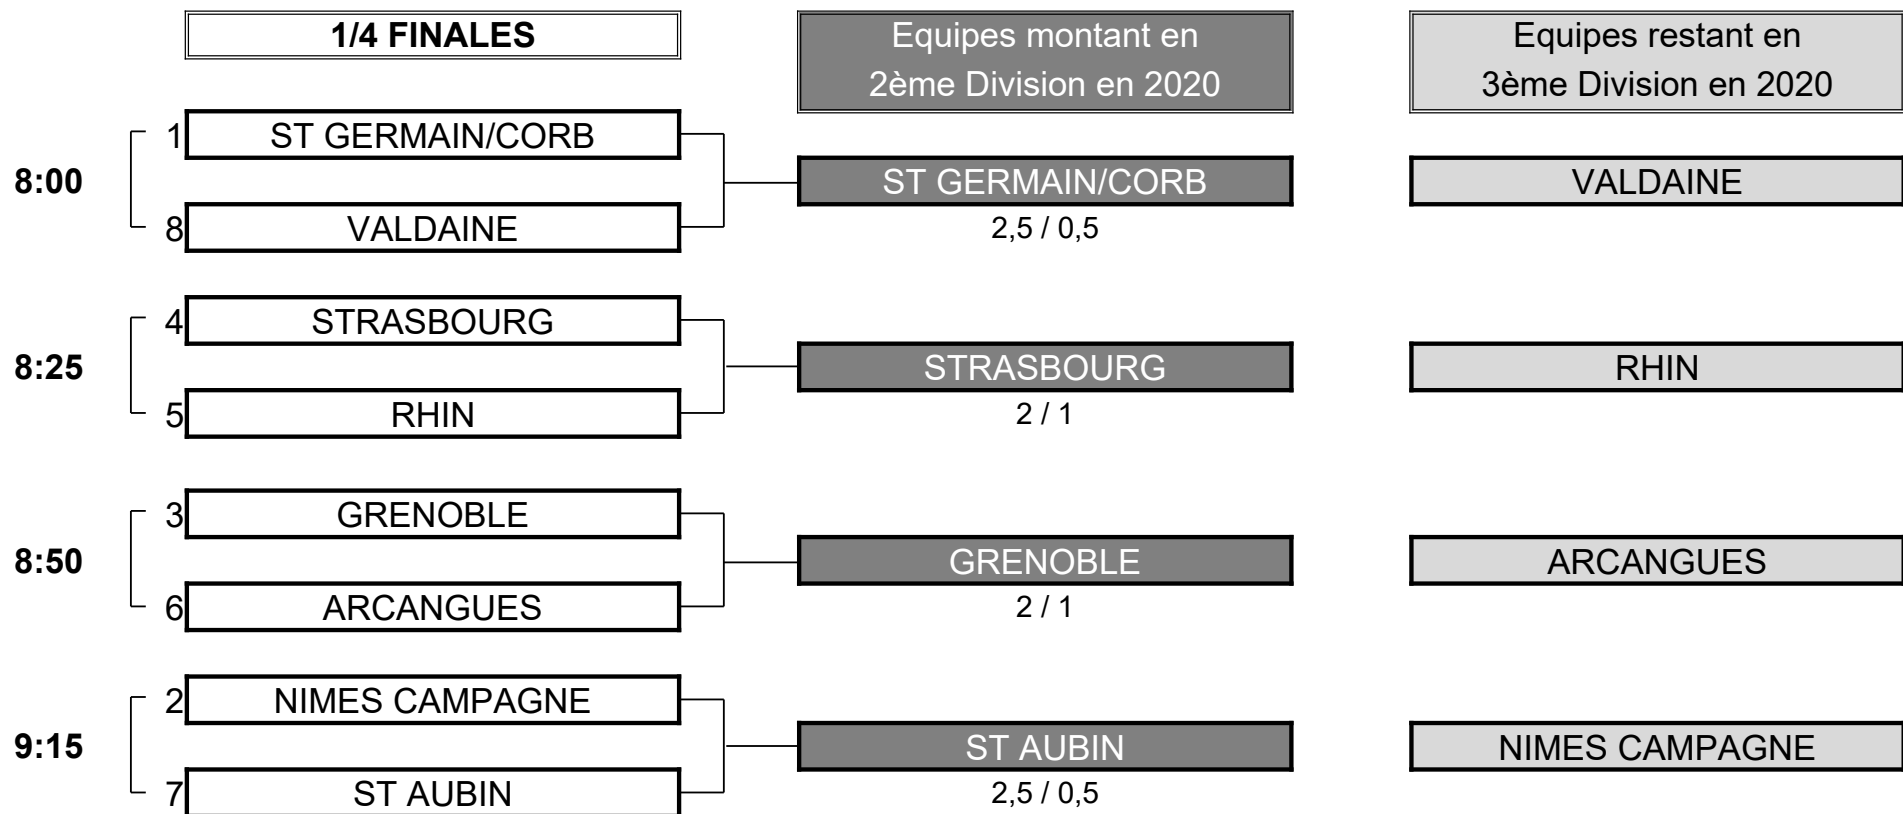 1/4 FINALES
Equipes montant en
2ème Division en 2020
Equipes restant en
3ème Division en 2020
8:00
1 ST GERMAIN/CORB
8 VALDAINE
ST GERMAIN/CORB
2,5 / 0,5
VALDAINE
8:25
4 STRASBOURG
5 RHIN
STRASBOURG
2 / 1
RHIN
8:50
3 GRENOBLE
6 ARCANGUES
GRENOBLE
2 / 1
ARCANGUES
9:15
2 NIMES CAMPAGNE
7 ST AUBIN
ST AUBIN
2,5 / 0,5
NIMES CAMPAGNE